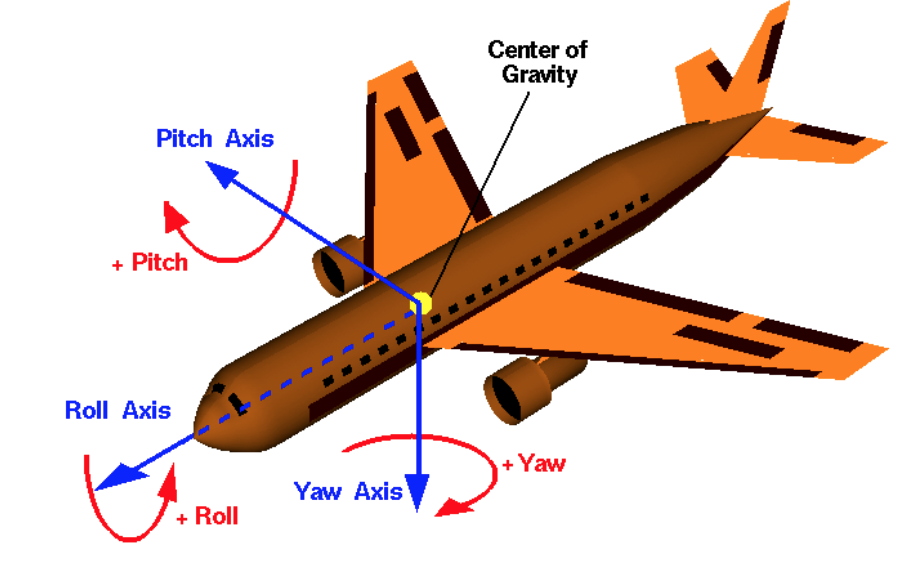 Center of
Gravity
Pitch Axis
+ Pitch
Roll Axis
+ Yaw
Yaw Axis
+ Roll